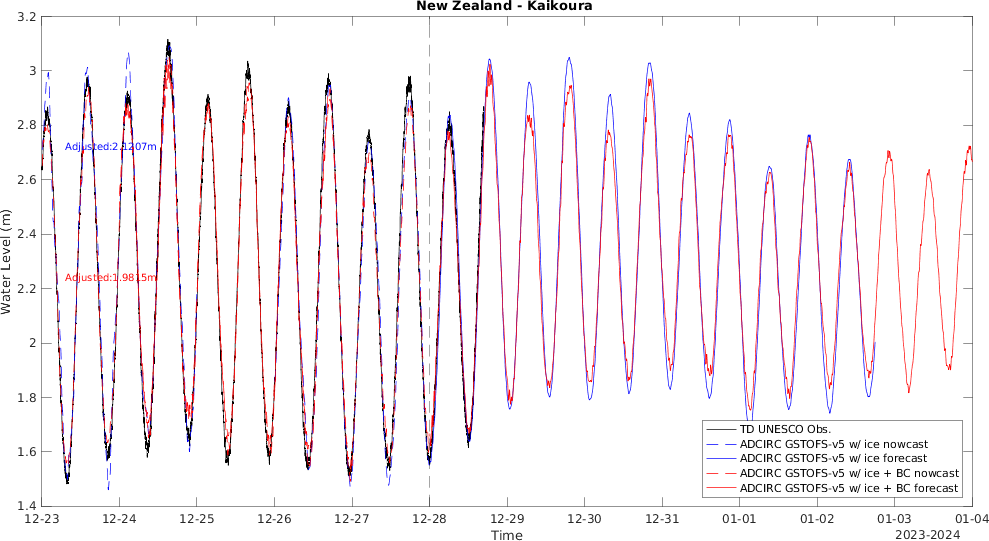 New Zealand - Kaikoura
3.2
3
2.8
2.6
2.4
2.2
2
1.8
1.6
1.4
Water Level (m)
Adjusted:2.1207m
Adjusted:1.9815m
TD UNESCO Obs.
ADCIRC GSTOFS-v5 w/ ice nowcast
ADCIRC GSTOFS-v5 w/ ice forecast
ADCIRC GSTOFS-v5 w/ ice + BC nowcast
ADCIRC GSTOFS-v5 w/ ice + BC forecast
12-23 12-24 12-25 12-26 12-27 12-28 12-29 12-30 12-31 01-01 01-02 01-03 01-04
Time
2023-2024